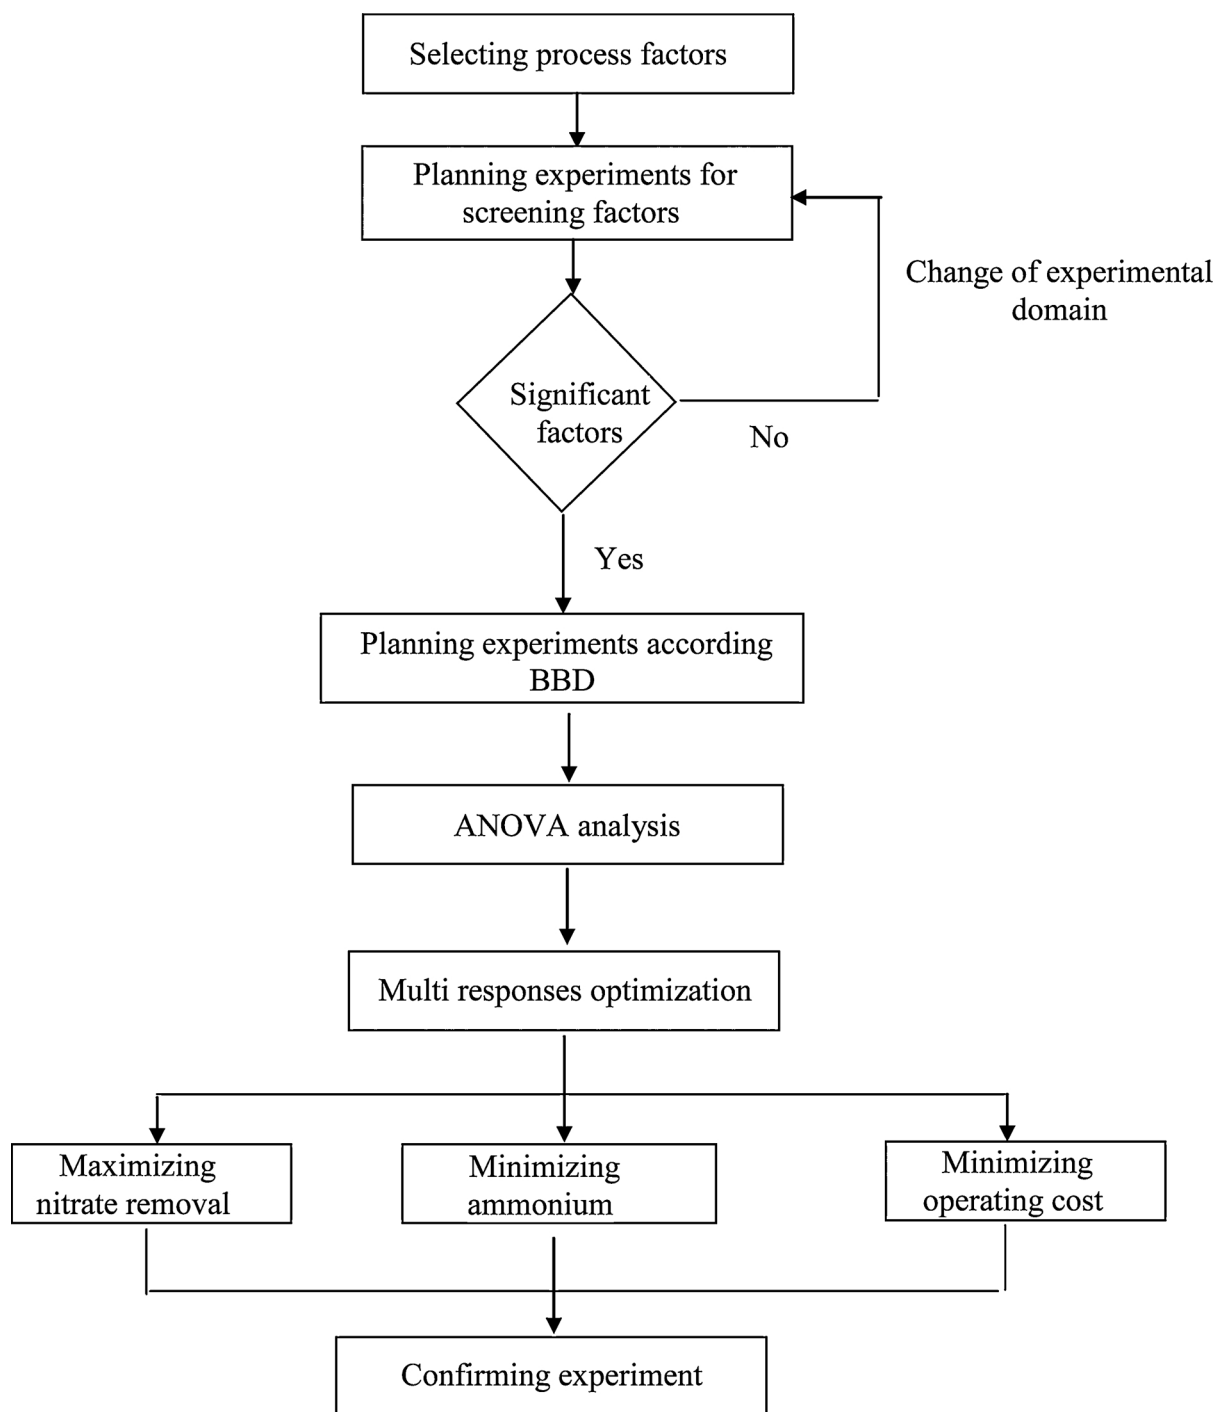 Selecting process factors
Planning experiments for
screening factors
Change of experimental
domain
Significant
factors
No
Yes
Planning experiments according
BBD
ANOVA analysis
Multi responses optimization
Maximizing
nitrate removal
Minimizing
ammonium
Minimizing
operating cost
Confirming experiment